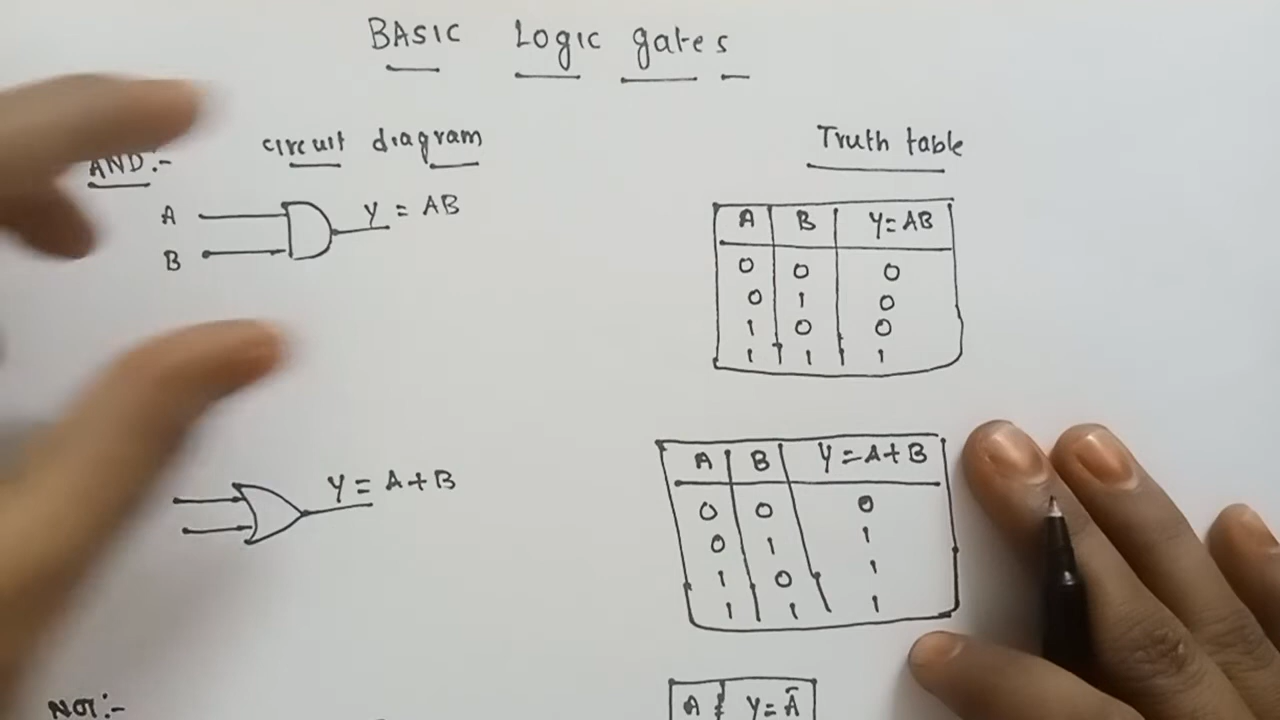 BASIC Logic gates
circuit diagram
Truth table
AND:-
A
Y = AB
B
A B Y=AB
0 0 0
0 1 0
1 0 0
1 1 1
Y = A+B
A B Y=A+B
0 0 0
0 1 1
1 0 1
1 1 1
NOT:-
A Y=Ā